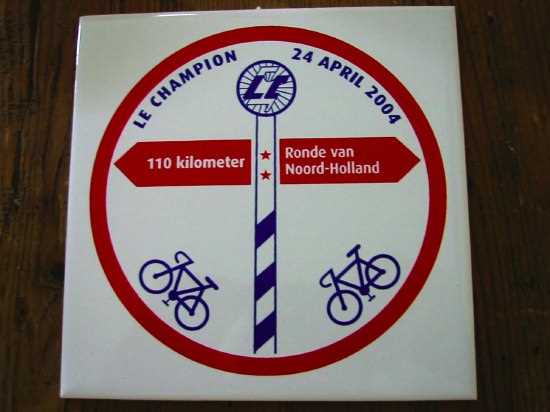 LE CHAMPION
24 APRIL 2004
LC
110 kilometer
Ronde van
Noord-Holland